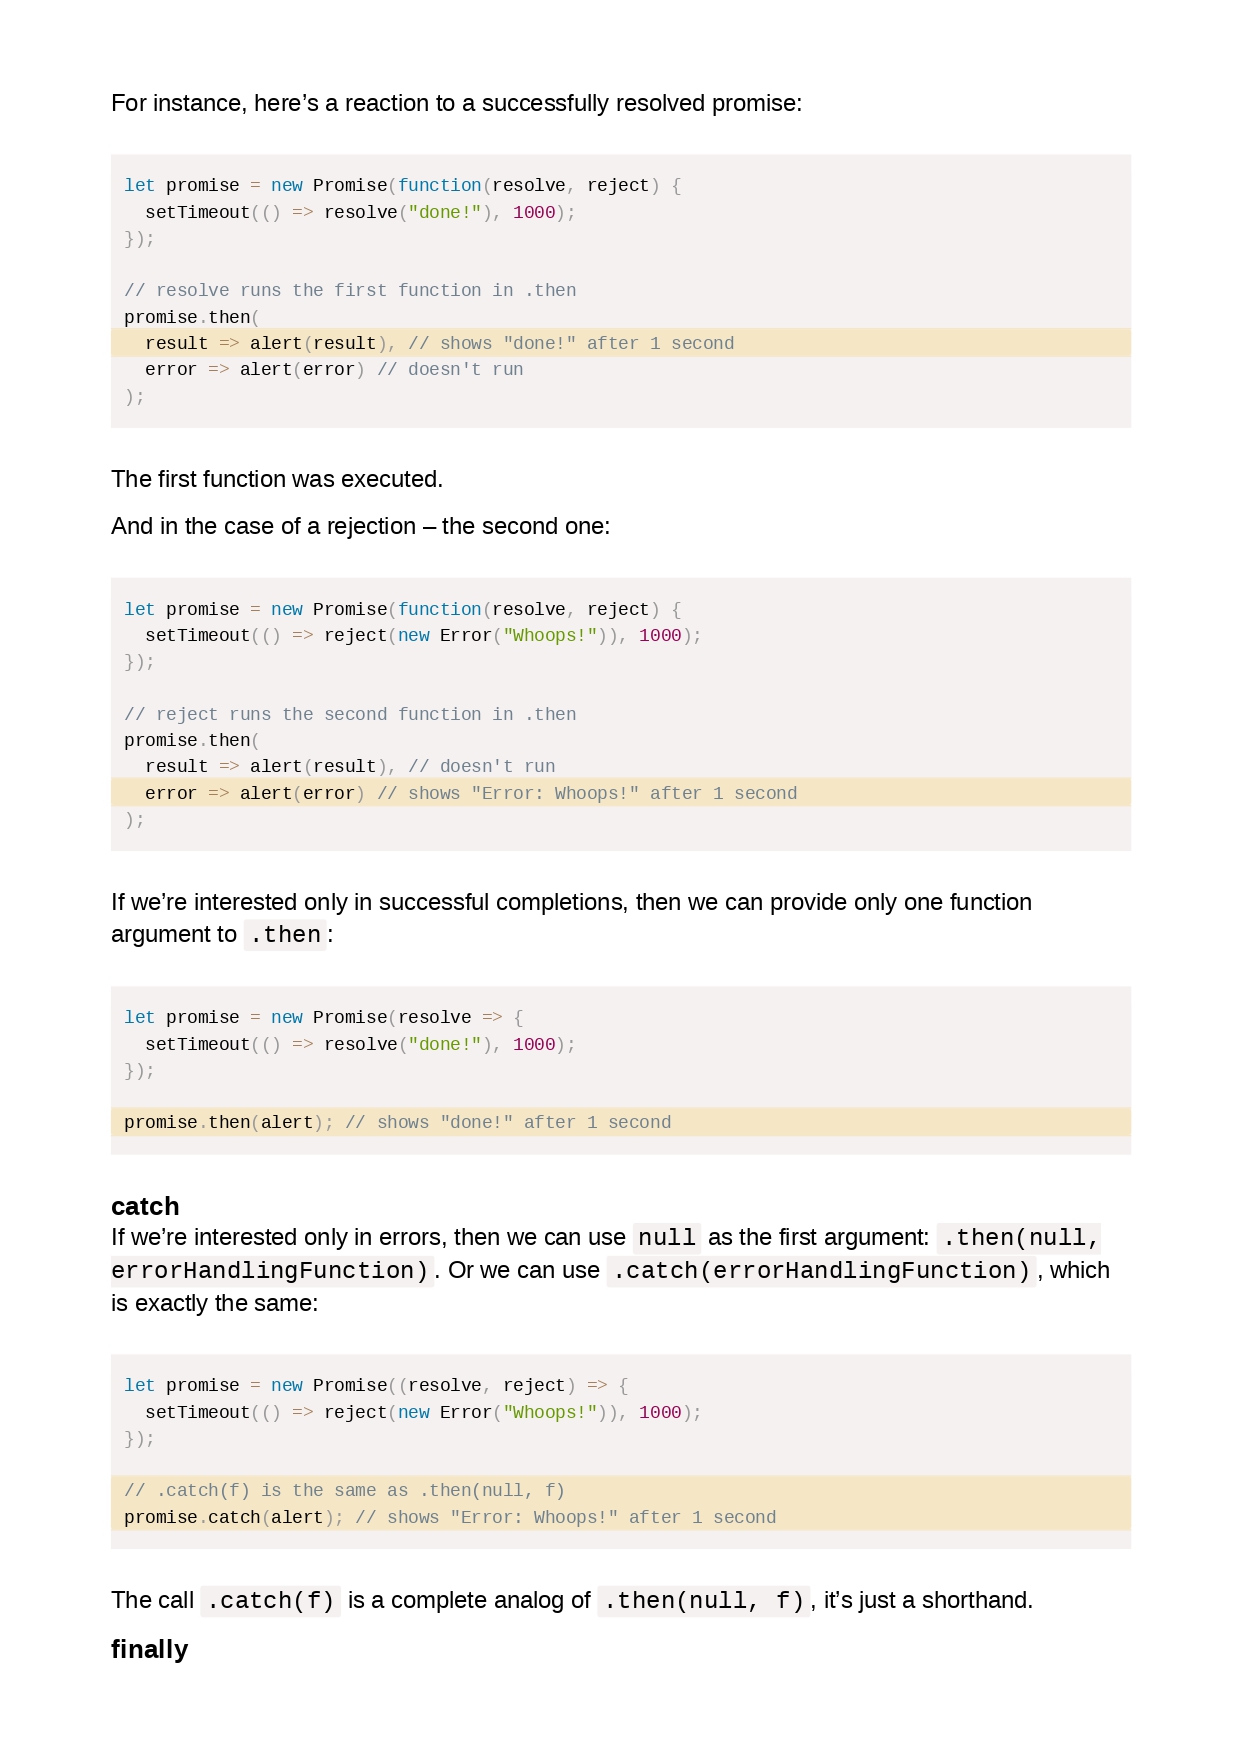 For instance, here’s a reaction to a successfully resolved promise:
let promise = new Promise(function(resolve, reject) {
  setTimeout(() => resolve("done!"), 1000);
});
// resolve runs the first function in .then
promise.then(
  result => alert(result), // shows "done!" after 1 second
  error => alert(error) // doesn't run
);
The first function was executed.
And in the case of a rejection – the second one:
let promise = new Promise(function(resolve, reject) {
  setTimeout(() => reject(new Error("Whoops!")), 1000);
});
// reject runs the second function in .then
promise.then(
  result => alert(result), // doesn't run
  error => alert(error) // shows "Error: Whoops!" after 1 second
);
If we’re interested only in successful completions, then we can provide only one function
argument to .then:
let promise = new Promise(resolve => {
  setTimeout(() => resolve("done!"), 1000);
});
promise.then(alert); // shows "done!" after 1 second
catch
If we’re interested only in errors, then we can use null as the first argument: .then(null,
errorHandlingFunction). Or we can use .catch(errorHandlingFunction), which
is exactly the same:
let promise = new Promise((resolve, reject) => {
  setTimeout(() => reject(new Error("Whoops!")), 1000);
});
// .catch(f) is the same as .then(null, f)
promise.catch(alert); // shows "Error: Whoops!" after 1 second
The call .catch(f) is a complete analog of .then(null, f), it’s just a shorthand.
finally